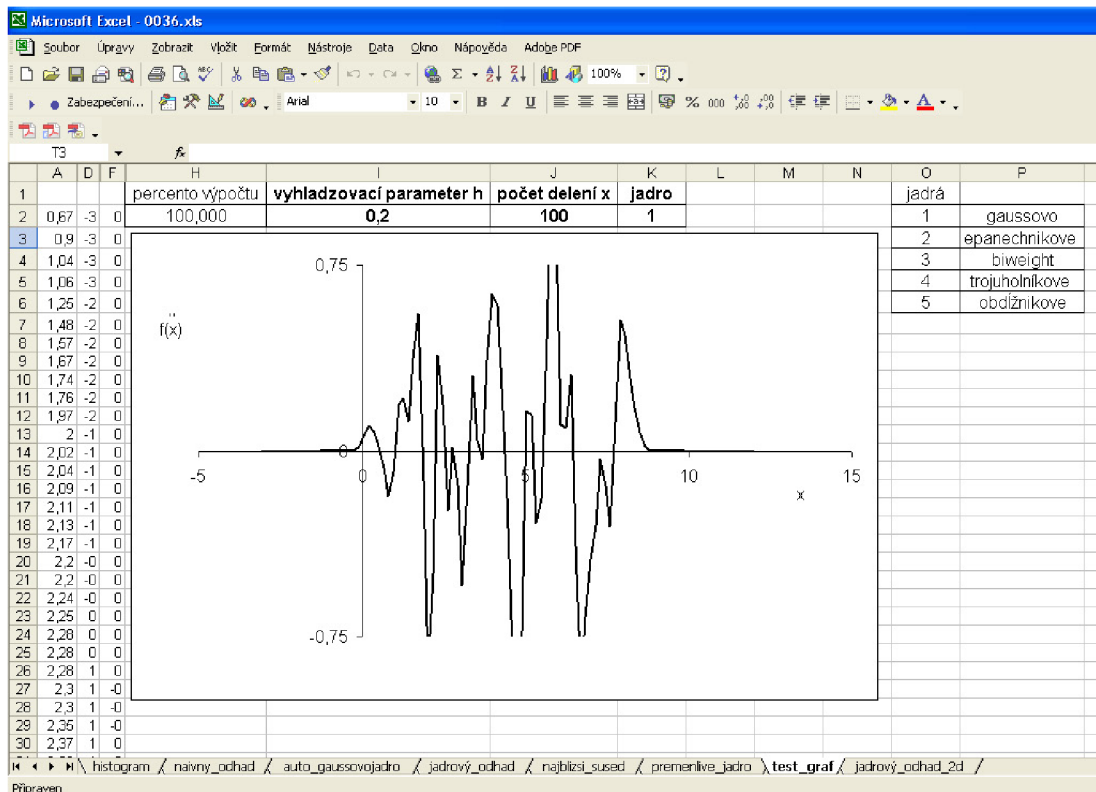 Microsoft Excel - 0036.xls
Soubor Úpravy Zobrazit Vložit Formát Nástroje Data Okno Nápověda Adobe PDF
100%
Zabezpečení... Arial 10 B I U % 000
T3 fx
A D F H I J K L M N O P
1 percento výpočtu vyhladzovací parameter h počet delení x jadro jadrá
2 0,67 -3 0 100,000 0,2 100 1 1 gaussovo
3 0,9 -3 0 2 epanechnikove
4 1,04 -3 0 3 biweight
5 1,06 -3 0 4 trojuholníkove
6 1,25 -2 0 5 obdĺžnikove
7 1,48 -2 0
8 1,57 -2 0
9 1,67 -2 0
10 1,74 -2 0
11 1,76 -2 0
12 1,97 -2 0
13 2 -1 0
14 2,02 -1 0
15 2,04 -1 0
16 2,09 -1 0
17 2,11 -1 0
18 2,13 -1 0
19 2,17 -1 0
20 2,2 -0 0
21 2,2 -0 0
22 2,24 -0 0
23 2,25 0 0
24 2,28 0 0
25 2,28 0 0
26 2,28 1 0
27 2,3 1 -0
28 2,3 1 -0
29 2,35 1 -0
30 2,37 1 0
0,75
f(x)
0
-5 0 5 10 15
x
-0,75
histogram naivny_odhad auto_gaussovojadro jadrový_odhad najblizsi_sused premenlive_jadro test_graf jadrový_odhad_2d
Připraven